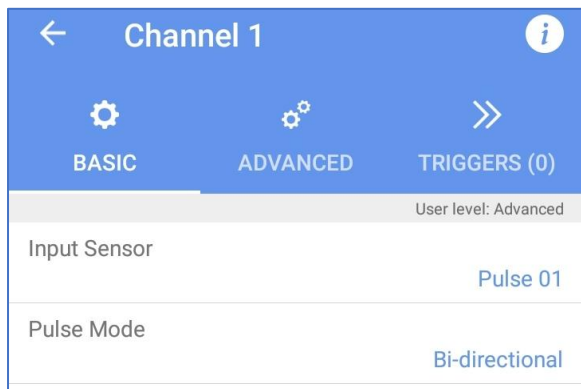 Channel 1
i
BASIC
ADVANCED
TRIGGERS (0)
User level: Advanced
Input Sensor
Pulse 01
Pulse Mode
Bi-directional